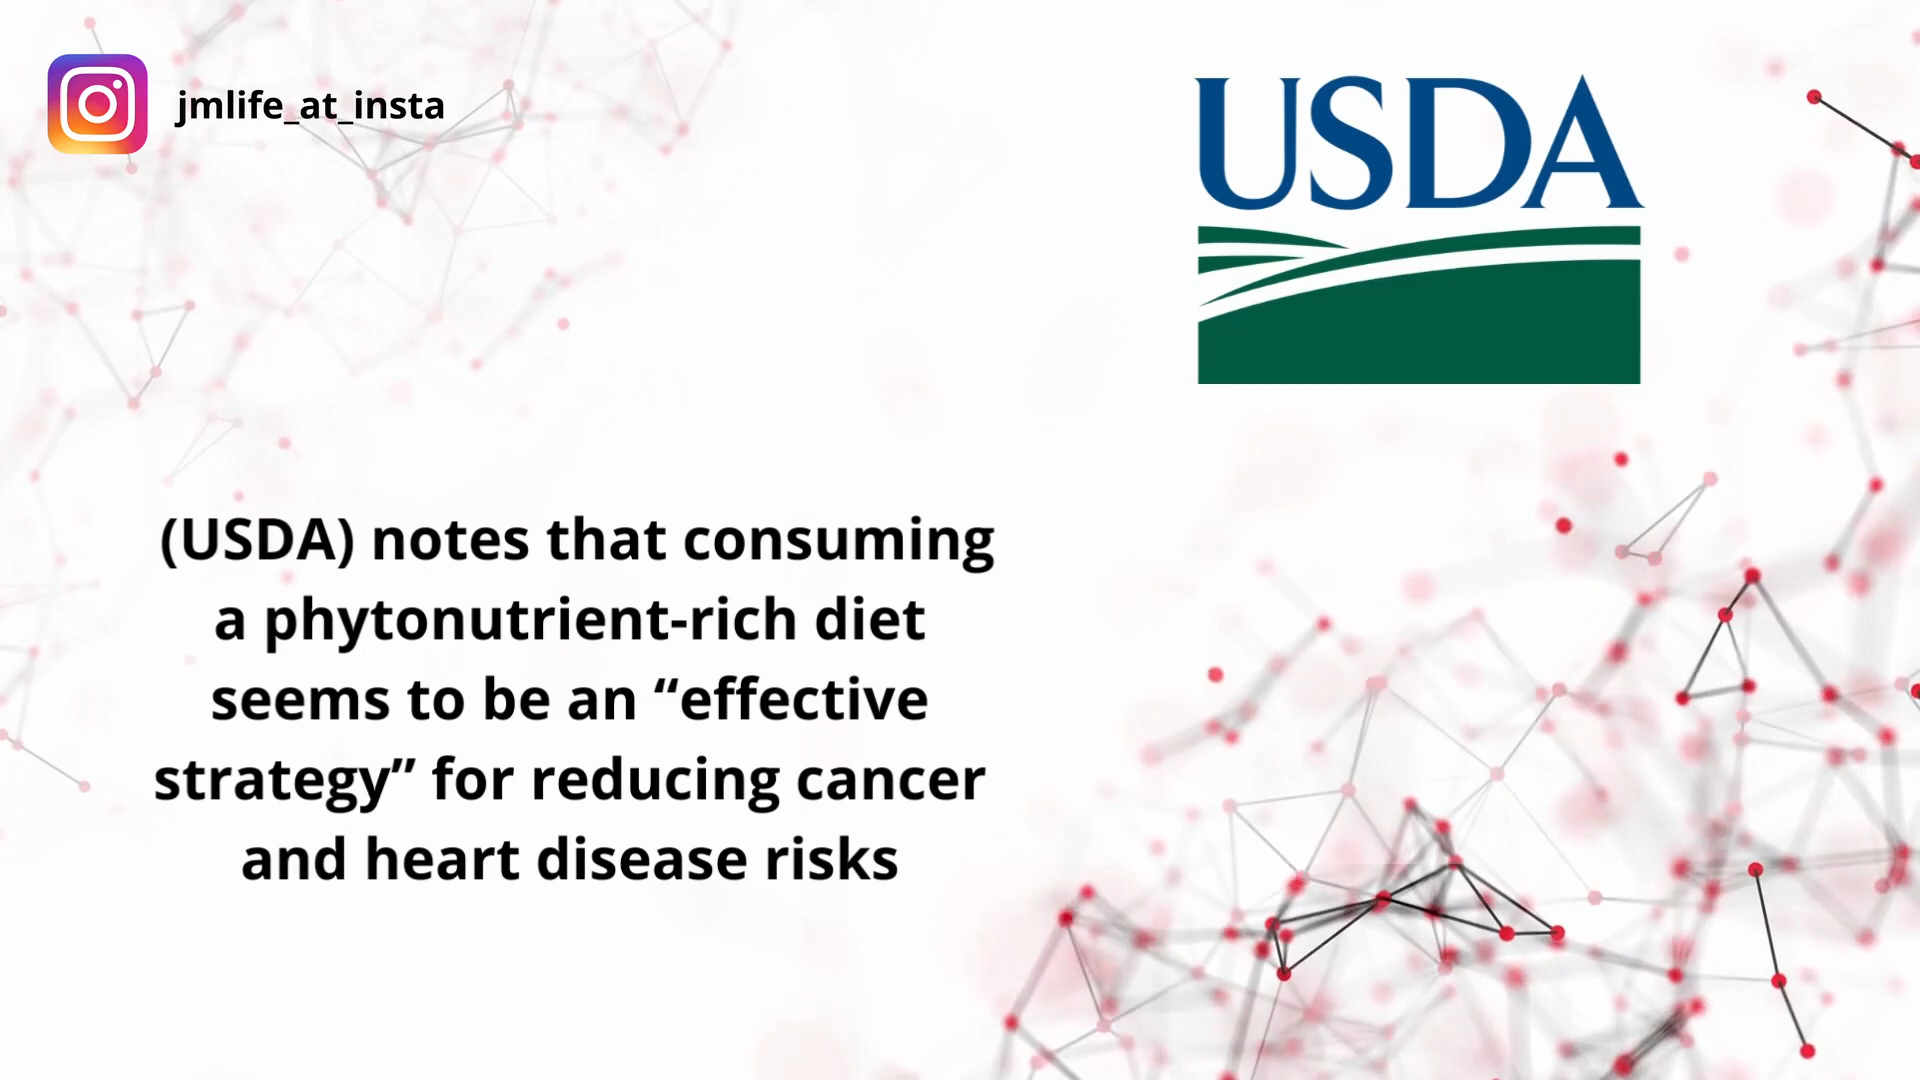 jmlife_at_insta
USDA
(USDA) notes that consuming
a phytonutrient-rich diet
seems to be an “effective
strategy” for reducing cancer
and heart disease risks